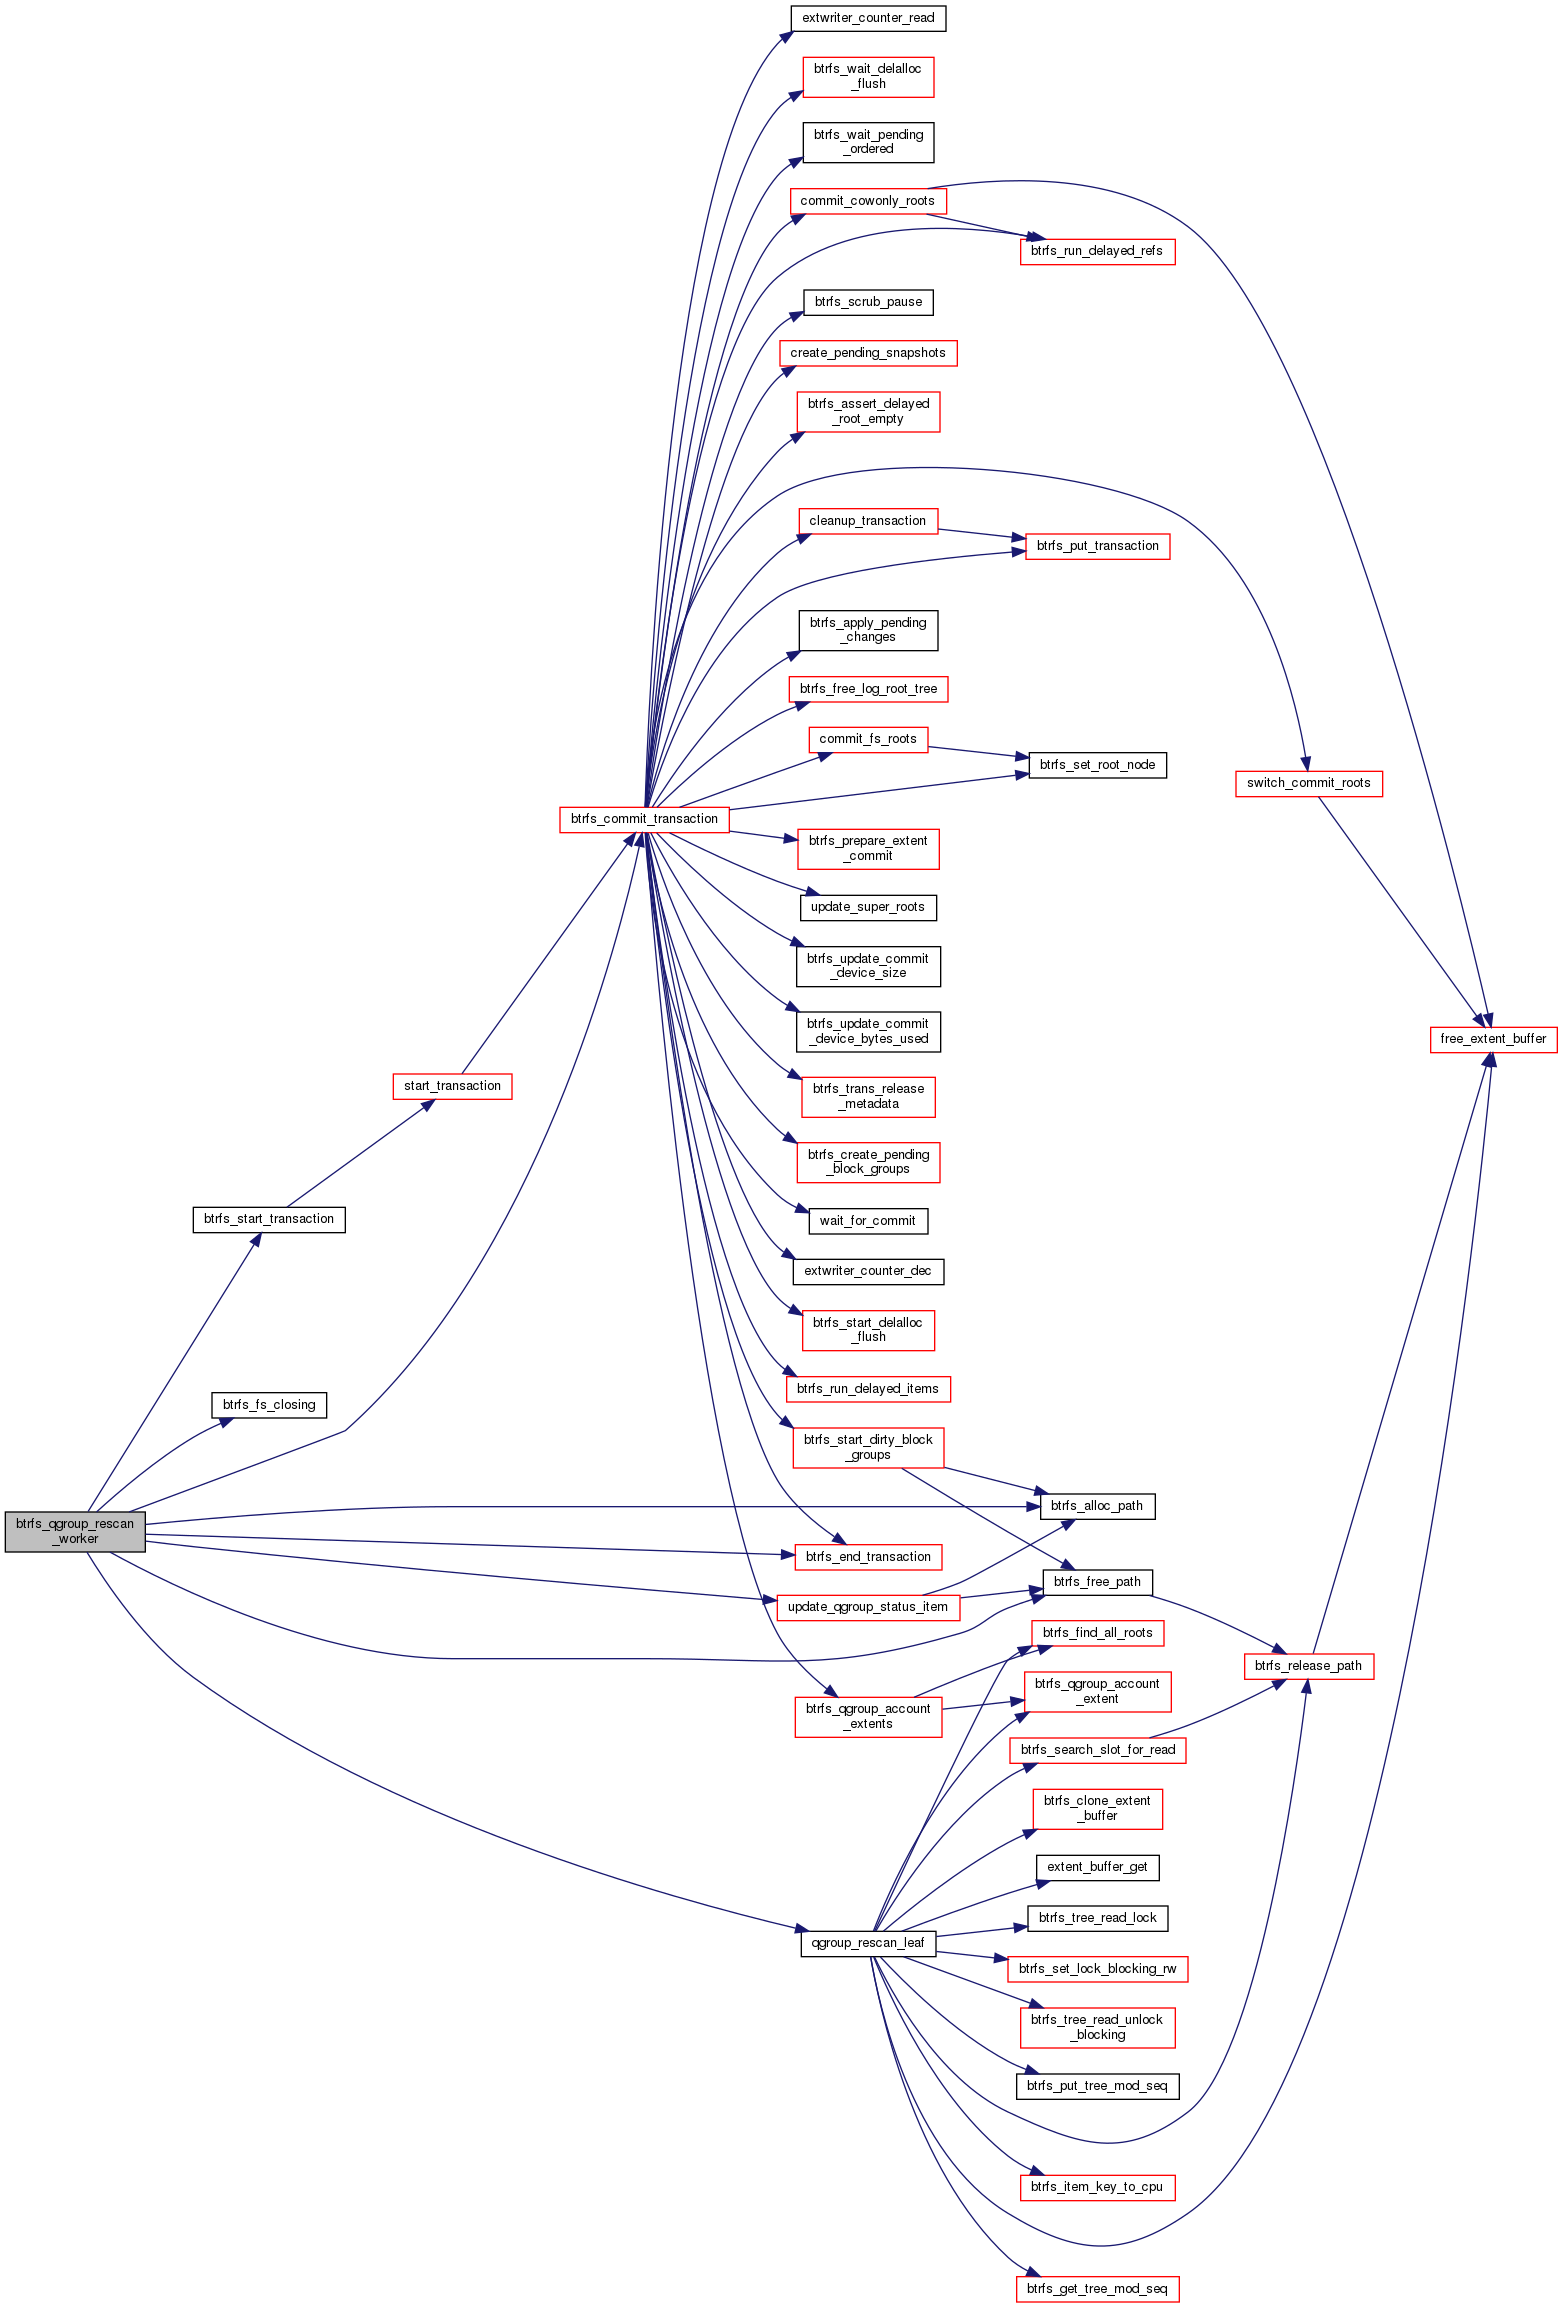 extwriter_counter_read
btrfs_wait_delalloc
_flush
btrfs_wait_pending
_ordered
commit_cowonly_roots
btrfs_run_delayed_refs
btrfs_scrub_pause
create_pending_snapshots
btrfs_assert_delayed
_root_empty
cleanup_transaction
btrfs_put_transaction
btrfs_apply_pending
_changes
btrfs_free_log_root_tree
commit_fs_roots
btrfs_set_root_node
switch_commit_roots
btrfs_commit_transaction
btrfs_prepare_extent
_commit
update_super_roots
btrfs_update_commit
_device_size
btrfs_update_commit
_device_bytes_used
free_extent_buffer
start_transaction
btrfs_trans_release
_metadata
btrfs_create_pending
_block_groups
btrfs_start_transaction
wait_for_commit
extwriter_counter_dec
btrfs_start_delalloc
_flush
btrfs_run_delayed_items
btrfs_fs_closing
btrfs_start_dirty_block
_groups
btrfs_alloc_path
btrfs_qgroup_rescan
_worker
btrfs_end_transaction
btrfs_free_path
update_qgroup_status_item
btrfs_find_all_roots
btrfs_release_path
btrfs_qgroup_account
_extent
btrfs_qgroup_account
_extents
btrfs_search_slot_for_read
btrfs_clone_extent
_buffer
extent_buffer_get
btrfs_tree_read_lock
qgroup_rescan_leaf
btrfs_set_lock_blocking_rw
btrfs_tree_read_unlock
_blocking
btrfs_put_tree_mod_seq
btrfs_item_key_to_cpu
btrfs_get_tree_mod_seq